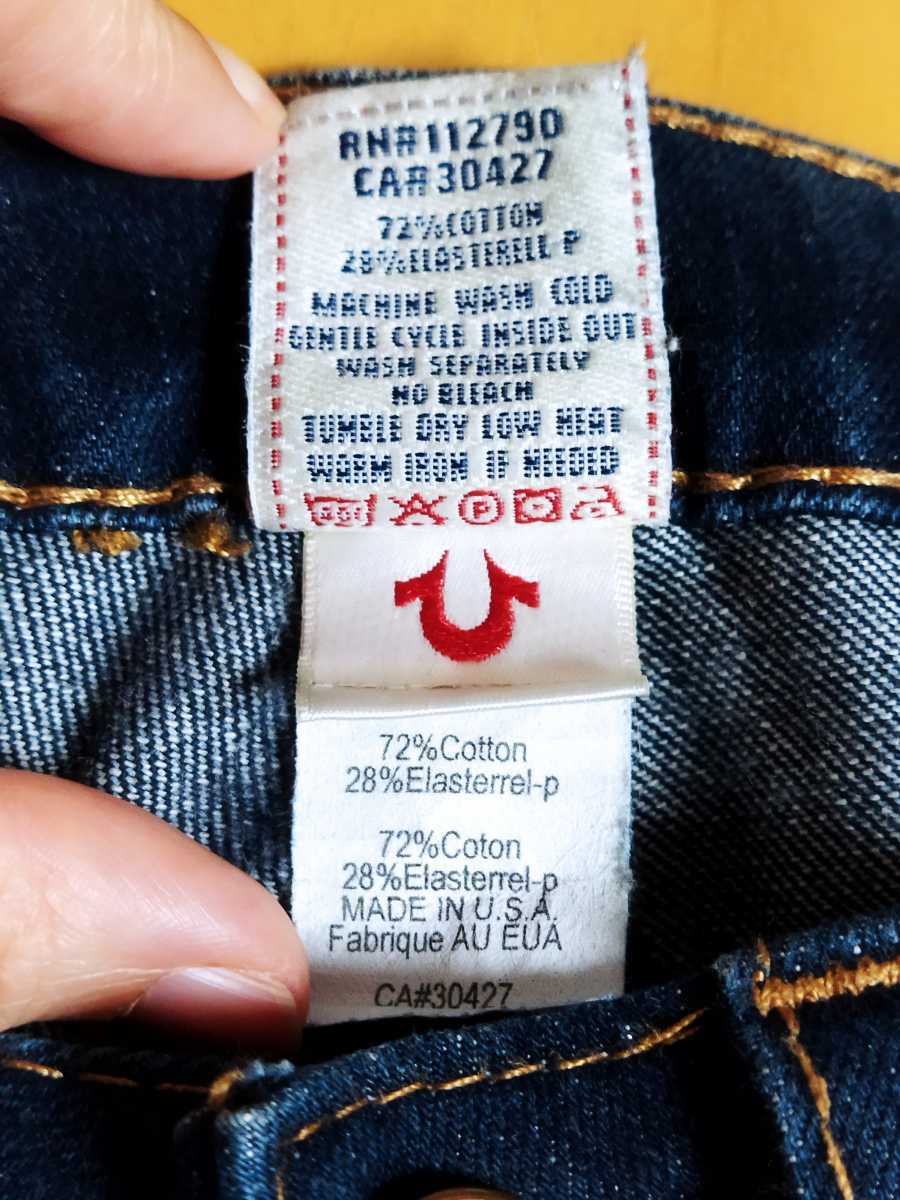 RN#112790
CA#30427
72%COTTON
28%ELASTERELL P
MACHINE WASH COLD
GENTLE CYCLE INSIDE OUT
WASH SEPARATELY
NO BLEACH
TUMBLE DRY LOW HEAT
WARM IRON IF NEEDED
P
72%Cotton
28%Elasterrel-p
72%Coton
28%Elasterrel-p
MADE IN U.S.A.
Fabrique AU EUA
CA#30427